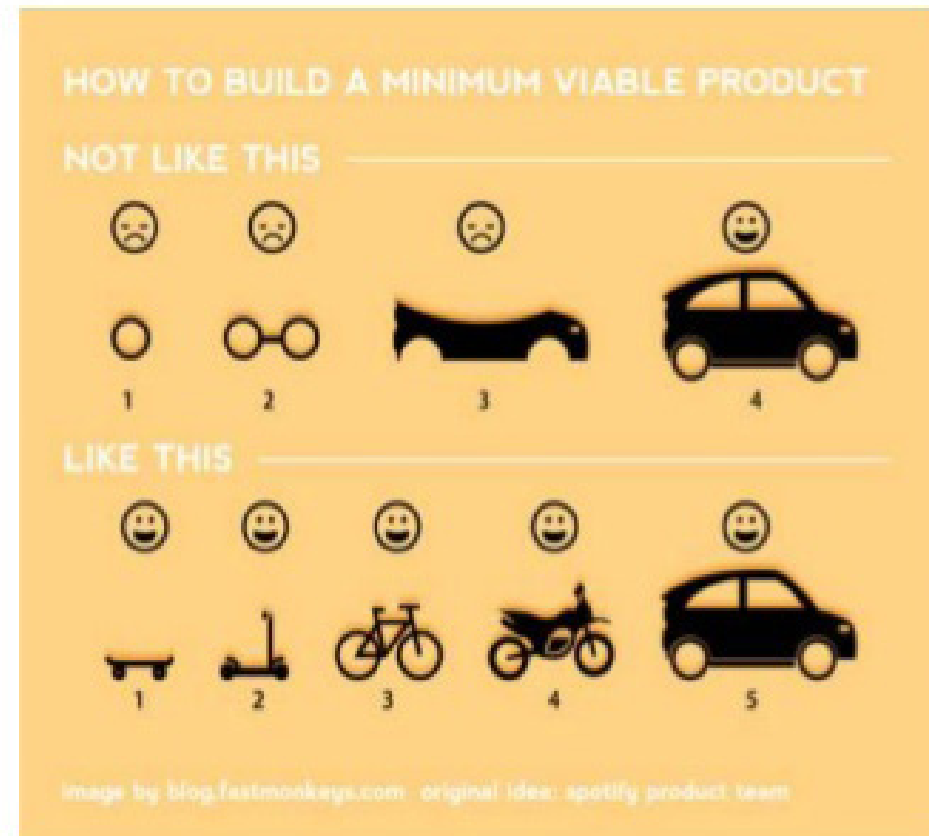 HOW TO BUILD A MINIMUM VIABLE PRODUCT
NOT LIKE THIS
1 2 3 4
LIKE THIS
1 2 3 4 5
image by blog.fastmonkeys.com original idea: spotify product team